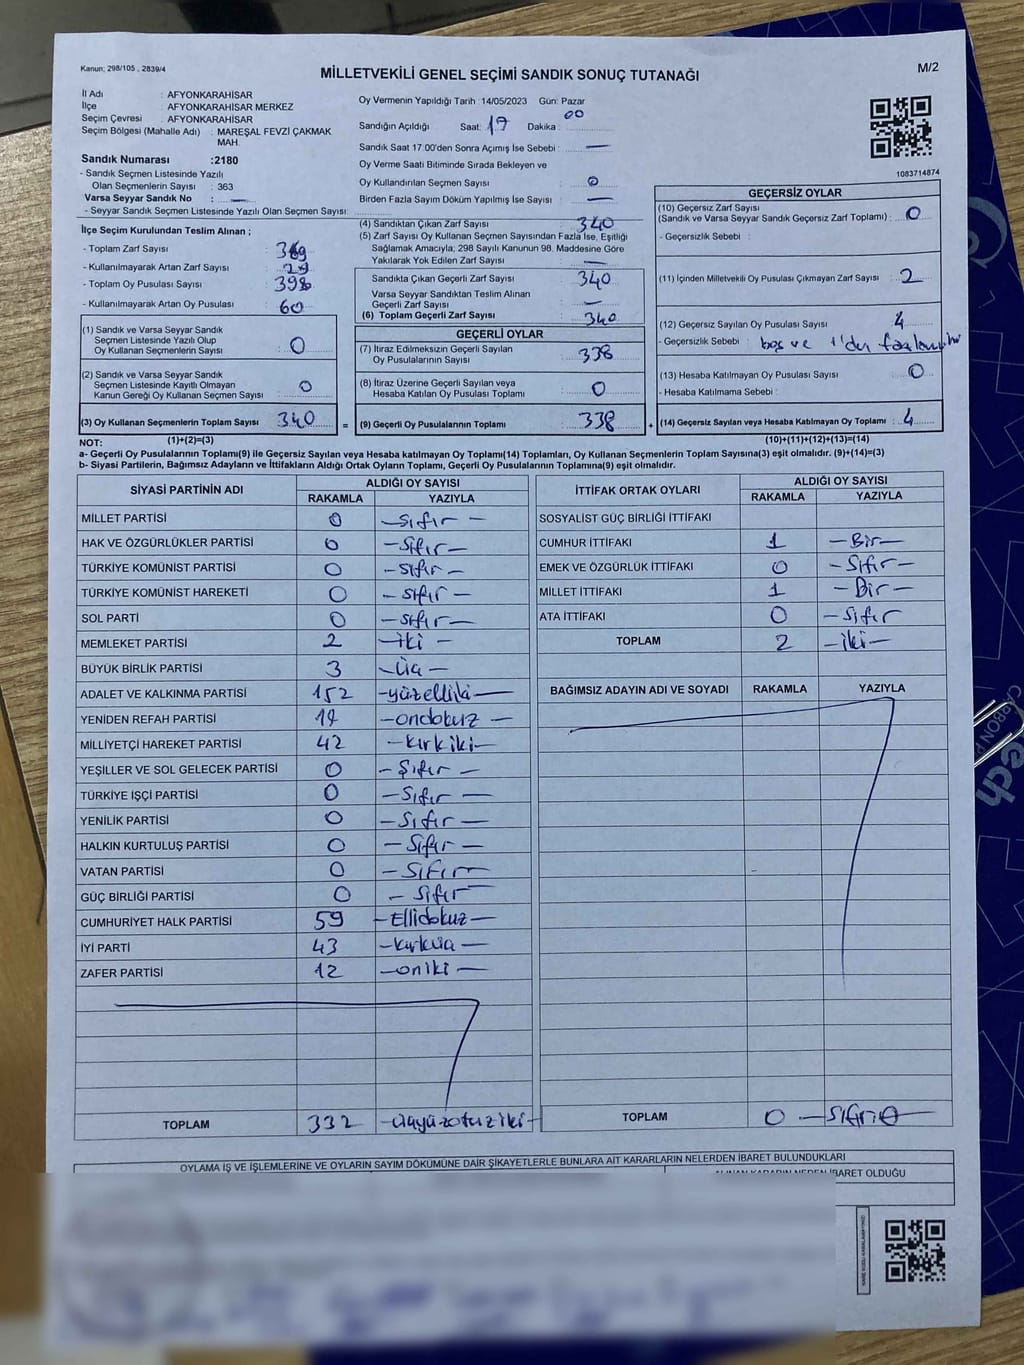 Kanun; 298/105 , 2839/4
MİLLETVEKİLİ GENEL SEÇİMİ SANDIK SONUÇ TUTANAĞI
M/2
İl Adı : AFYONKARAHİSAR
İlçe : AFYONKARAHİSAR MERKEZ
Seçim Çevresi : AFYONKARAHİSAR
Seçim Bölgesi (Mahalle Adı) : MAREŞAL FEVZİ ÇAKMAK MAH.
Sandık Numarası :2180
- Sandık Seçmen Listesinde Yazılı
Olan Seçmenlerin Sayısı : 363
Varsa Seyyar Sandık No : —
- Seyyar Sandık Seçmen Listesinde Yazılı Olan Seçmen Sayısı:
Oy Vermenin Yapıldığı Tarih :14/05/2023 Gün: Pazar
Sandığın Açıldığı Saat: 17 Dakika : 00
Sandık Saat 17.00'den Sonra Açımış İse Sebebi : —
Oy Verme Saati Bitiminde Sırada Bekleyen ve
Oy Kullandırılan Seçmen Sayısı : 0
Birden Fazla Sayım Döküm Yapılmış İse Sayısı : —
1083714874
İlçe Seçim Kurulundan Teslim Alınan ;
- Toplam Zarf Sayısı :
- Kullanılmayarak Artan Zarf Sayısı :
- Toplam Oy Pusulası Sayısı : 398
- Kullanılmayarak Artan Oy Pusulası : 60
(1) Sandık ve Varsa Seyyar Sandık
Seçmen Listesinde Yazılı Olup
Oy Kullanan Seçmenlerin Sayısı : 0
(2) Sandık ve Varsa Seyyar Sandık
Seçmen Listesinde Kayıtlı Olmayan
Kanun Gereği Oy Kullanan Seçmen Sayısı : 0
(3) Oy Kullanan Seçmenlerin Toplam Sayısı : 340
(4) Sandıktan Çıkan Zarf Sayısı : 340
(5) Zarf Sayısı Oy Kullanan Seçmen Sayısından Fazla İse, Eşitliği
Sağlamak Amacıyla; 298 Sayılı Kanunun 98. Maddesine Göre
Yakılarak Yok Edilen Zarf Sayısı : —
Sandıkta Çıkan Geçerli Zarf Sayısı : 340
Varsa Seyyar Sandıktan Teslim Alınan
Geçerli Zarf Sayısı : —
(6) Toplam Geçerli Zarf Sayısı : 340
GEÇERLİ OYLAR
(7) İtiraz Edilmeksizin Geçerli Sayılan
Oy Pusulalarının Sayısı : 338
(8) İtiraz Üzerine Geçerli Sayılan veya
Hesaba Katılan Oy Pusulası Toplamı : 0
= (9) Geçerli Oy Pusulalarının Toplamı : 338
GEÇERSİZ OYLAR
(10) Geçersiz Zarf Sayısı
(Sandık ve Varsa Seyyar Sandık Geçersiz Zarf Toplamı) : 0
- Geçersizlik Sebebi :
(11) İçinden Milletvekili Oy Pusulası Çıkmayan Zarf Sayısı : 2
(12) Geçersiz Sayılan Oy Pusulası Sayısı : 4
- Geçersizlik Sebebi : boş ve 1'den
(13) Hesaba Katılmayan Oy Pusulası Sayısı : 0
- Hesaba Katılmama Sebebi :
+ (14) Geçersiz Sayılan veya Hesaba Katılmayan Oy Toplamı : 4
NOT: (1)+(2)=(3)
(10)+(11)+(12)+(13)=(14)
a- Geçerli Oy Pusulalarının Toplamı(9) ile Geçersiz Sayılan veya Hesaba katılmayan Oy Toplamı(14) Toplamları, Oy Kullanan Seçmenlerin Toplam Sayısına(3) eşit olmalıdır. (9)+(14)=(3)
b- Siyasi Partilerin, Bağımsız Adayların ve İttifakların Aldığı Ortak Oyların Toplamı, Geçerli Oy Pusulalarının Toplamına(9) eşit olmalıdır.
SİYASİ PARTİNİN ADI ALDIĞI OY SAYISI
RAKAMLA YAZIYLA
MİLLET PARTİSİ 0 -Sıfır-
HAK VE ÖZGÜRLÜKLER PARTİSİ 0 -Sıfır-
TÜRKİYE KOMÜNİST PARTİSİ 0 -Sıfır-
TÜRKİYE KOMÜNİST HAREKETİ 0 -sıfır-
SOL PARTİ 0 -sıfır-
MEMLEKET PARTİSİ 2 -iki-
BÜYÜK BİRLİK PARTİSİ 3 -Üç-
ADALET VE KALKINMA PARTİSİ 152 -yüzelliiki-
YENİDEN REFAH PARTİSİ 19 -ondokuz-
MİLLİYETÇİ HAREKET PARTİSİ 42 -kırkiki-
YEŞİLLER VE SOL GELECEK PARTİSİ 0 -Sıfır-
TÜRKİYE İŞÇİ PARTİSİ 0 -Sıfır-
YENİLİK PARTİSİ 0 -Sıfır-
HALKIN KURTULUŞ PARTİSİ 0 -Sıfır-
VATAN PARTİSİ 0 -Sıfır-
GÜÇ BİRLİĞİ PARTİSİ 0 -Sıfır-
CUMHURİYET HALK PARTİSİ 59 -Ellidokuz-
İYİ PARTİ 43 -kırküç-
ZAFER PARTİSİ 12 -oniki-
TOPLAM 332 -üçyüzotuziki-
İTTİFAK ORTAK OYLARI ALDIĞI OY SAYISI
RAKAMLA YAZIYLA
SOSYALİST GÜÇ BİRLİĞİ İTTİFAKI
CUMHUR İTTİFAKI 1 -Bir-
EMEK VE ÖZGÜRLÜK İTTİFAKI 0 -Sıfır-
MİLLET İTTİFAKI 1 -Bir-
ATA İTTİFAKI 0 -Sıfır-
TOPLAM 2 -iki-
BAĞIMSIZ ADAYIN ADI VE SOYADI RAKAMLA YAZIYLA
TOPLAM 0
OYLAMA İŞ VE İŞLEMLERİNE VE OYLARIN SAYIM DÖKÜMÜNE DAİR ŞİKAYETLERLE BUNLARA AİT KARARLARIN NELERDEN İBARET BULUNDUKLARI
ALINAN KARARIN NEDEN İBARET OLDUĞU